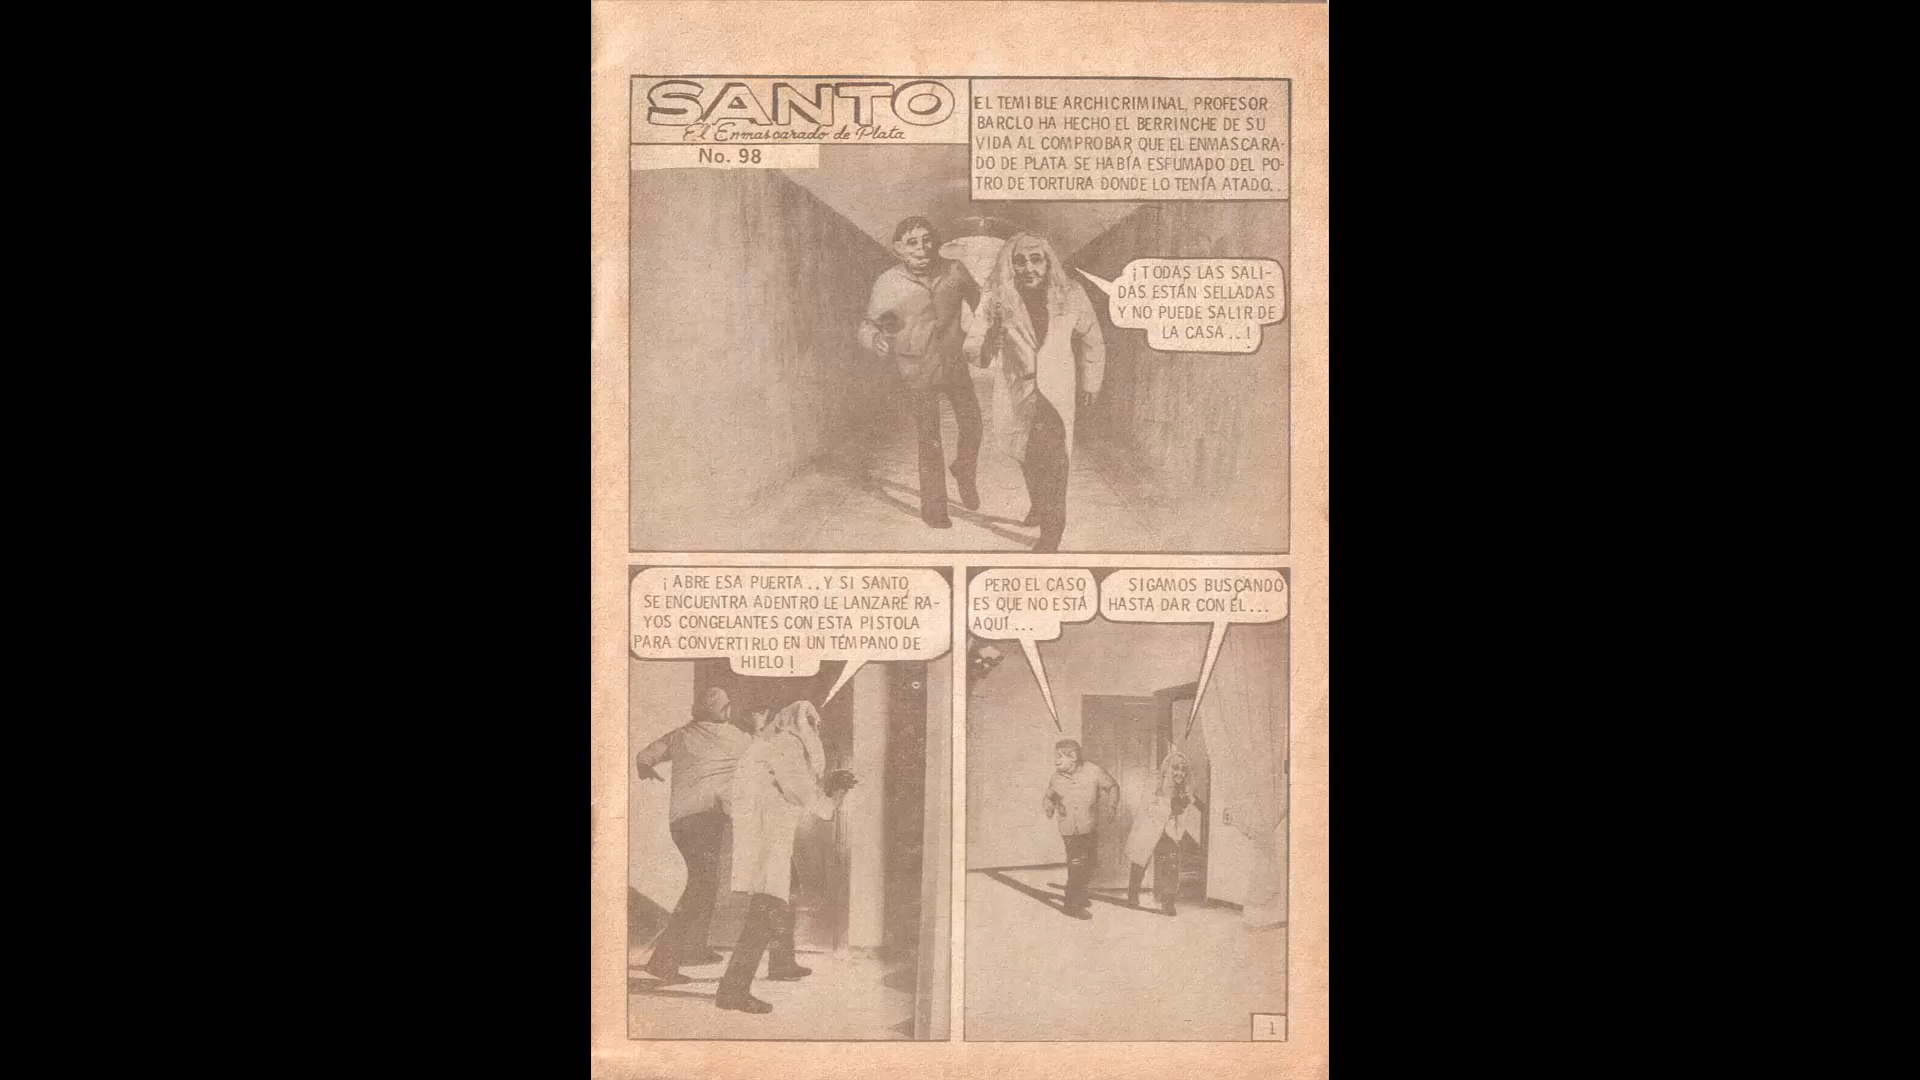 SANTO
El Enmascarado de Plata
No. 98
EL TEMIBLE ARCHICRIMINAL, PROFESOR
BARCLO HA HECHO EL BERRINCHE DE SU
VIDA AL COMPROBAR QUE EL ENMASCARA-
DO DE PLATA SE HABÍA ESFUMADO DEL PO-
TRO DE TORTURA DONDE LO TENÍA ATADO...
¡TODAS LAS SALI-
DAS ESTÁN SELLADAS
Y NO PUEDE SALIR DE
LA CASA...!
¡ABRE ESA PUERTA...Y SI SANTO
SE ENCUENTRA ADENTRO LE LANZARÉ RA-
YOS CONGELANTES CON ESTA PISTOLA
PARA CONVERTIRLO EN UN TÉMPANO DE
HIELO!
PERO EL CASO
ES QUE NO ESTÁ
AQUÍ...
SIGAMOS BUSCANDO
HASTA DAR CON ÉL...
1